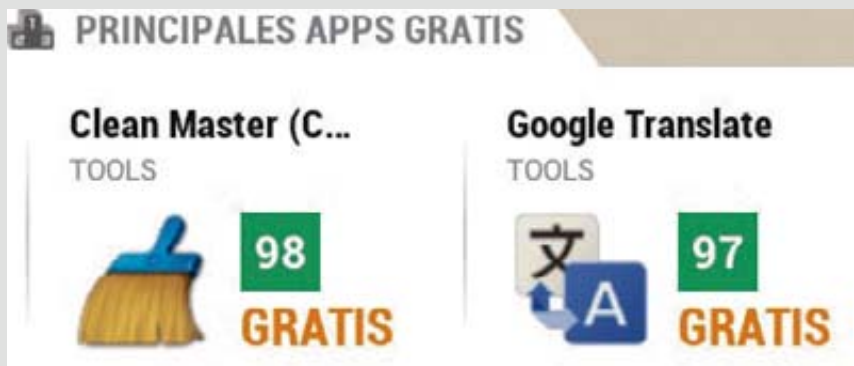 PRINCIPALES APPS GRATIS
Clean Master (C...
TOOLS
98
GRATIS
Google Translate
TOOLS
文
A
97
GRATIS